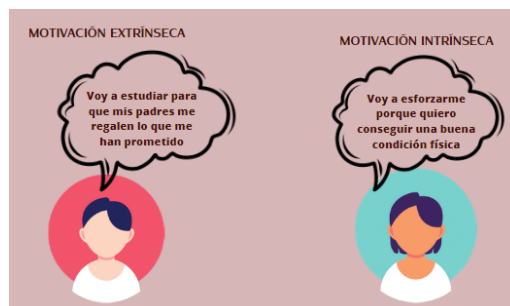 MOTIVACIÓN EXTRÍNSECA
Voy a estudiar para
que mis padres me
regalen lo que me
han prometido
MOTIVACIÓN INTRÍNSECA
Voy a esforzarme
porque quiero
conseguir una buena
condición física